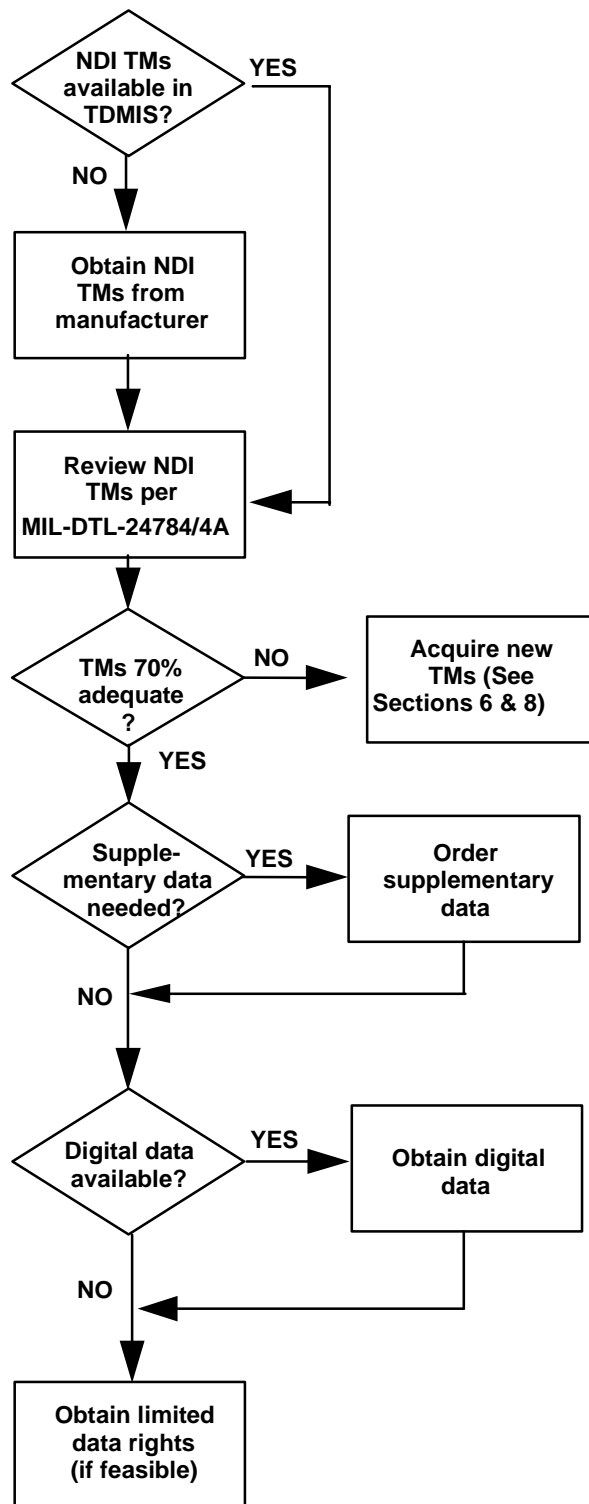 NDI TMs
available in
TDMIS?
YES
NO
Obtain NDI
TMs from
manufacturer
Review NDI
TMs per
MIL-DTL-24784/4A
TMs 70%
adequate
?
NO
Acquire new
TMs (See
Sections 6 & 8)
YES
Supple-
mentary data
needed?
YES
Order
supplementary
data
NO
Digital data
available?
YES
Obtain digital
data
NO
Obtain limited
data rights
(if feasible)